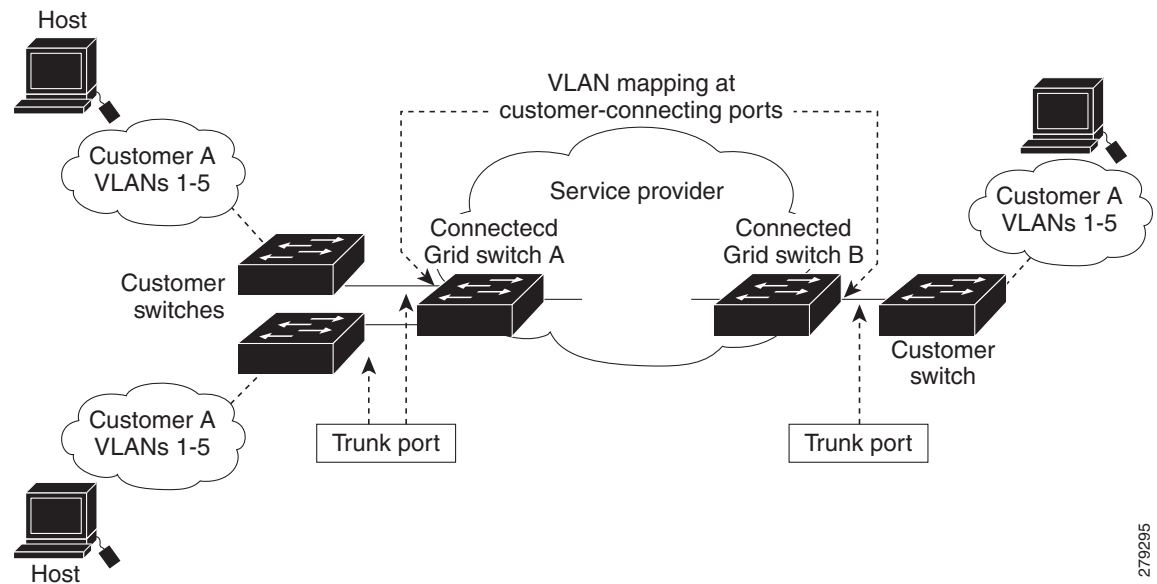 Host
VLAN mapping at
customer-connecting ports
Customer A
VLANs 1-5
Service provider
Customer A
VLANs 1-5
Connectecd
Grid switch A
Connected
Grid switch B
Customer
switches
Customer
switch
Customer A
VLANs 1-5
Trunk port
Trunk port
Host
279295